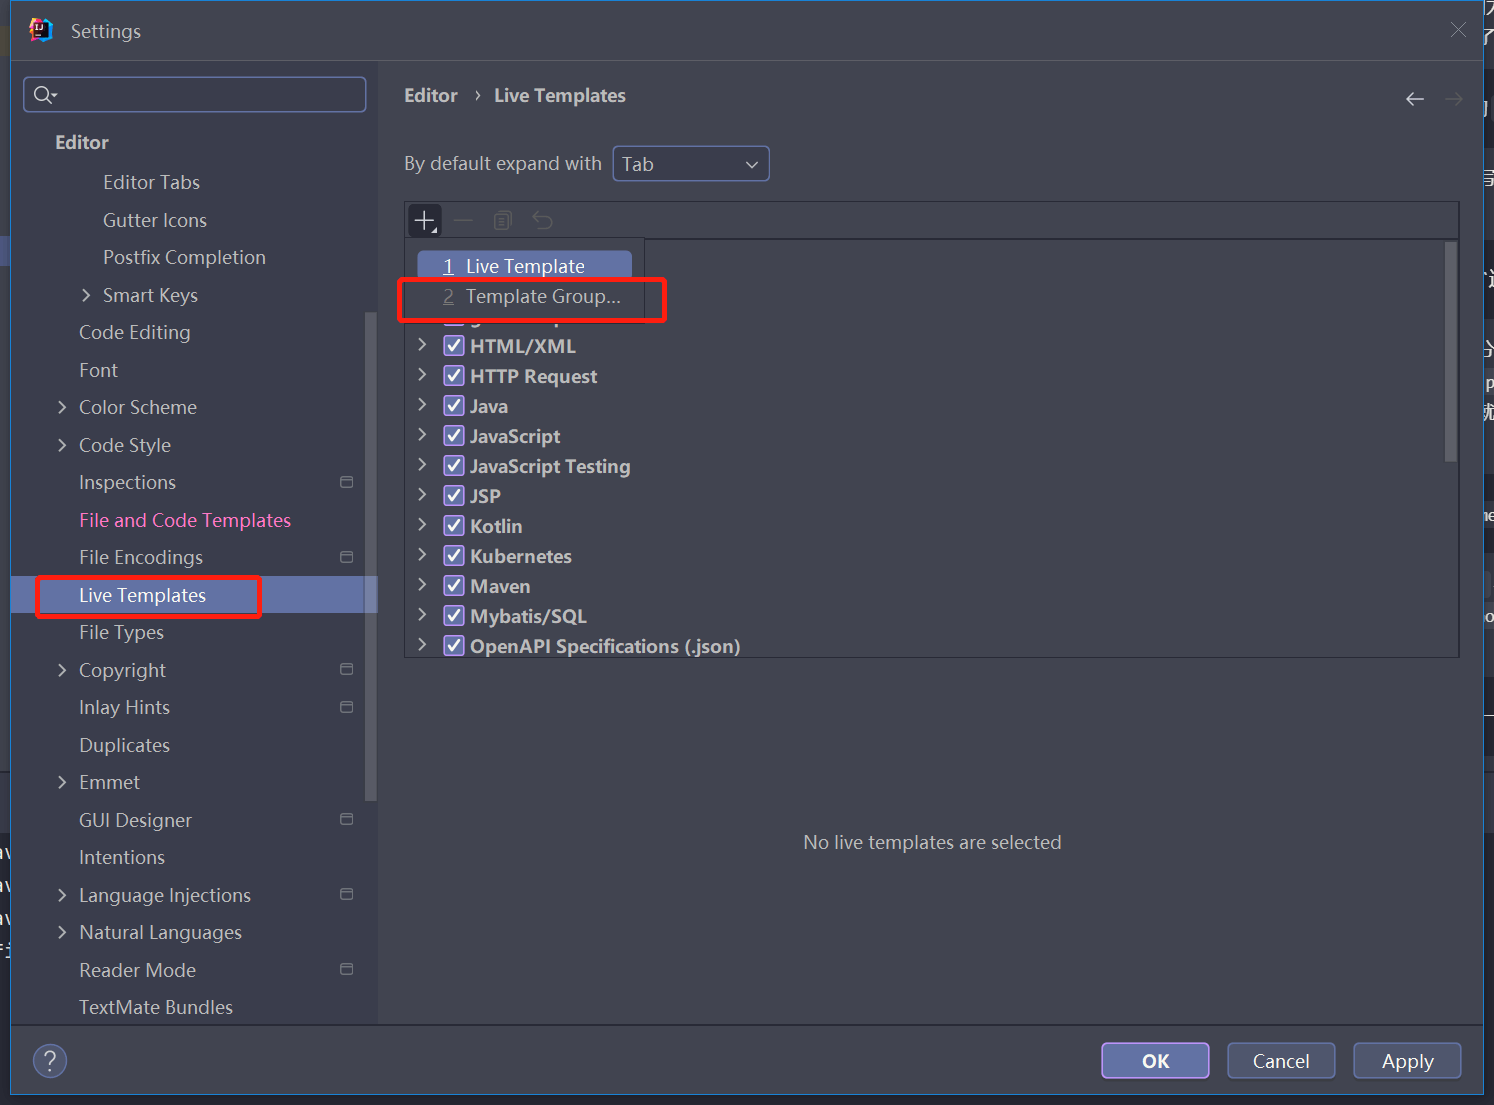 Settings
Editor
Editor Tabs
Gutter Icons
Postfix Completion
Smart Keys
Code Editing
Font
Color Scheme
Code Style
Inspections
File and Code Templates
File Encodings
Live Templates
File Types
Copyright
Inlay Hints
Duplicates
Emmet
GUI Designer
Intentions
Language Injections
Natural Languages
Reader Mode
TextMate Bundles
Editor › Live Templates
By default expand with Tab
1 Live Template
2 Template Group...
HTML/XML
HTTP Request
Java
JavaScript
JavaScript Testing
JSP
Kotlin
Kubernetes
Maven
Mybatis/SQL
OpenAPI Specifications (.json)
No live templates are selected
?
OK
Cancel
Apply